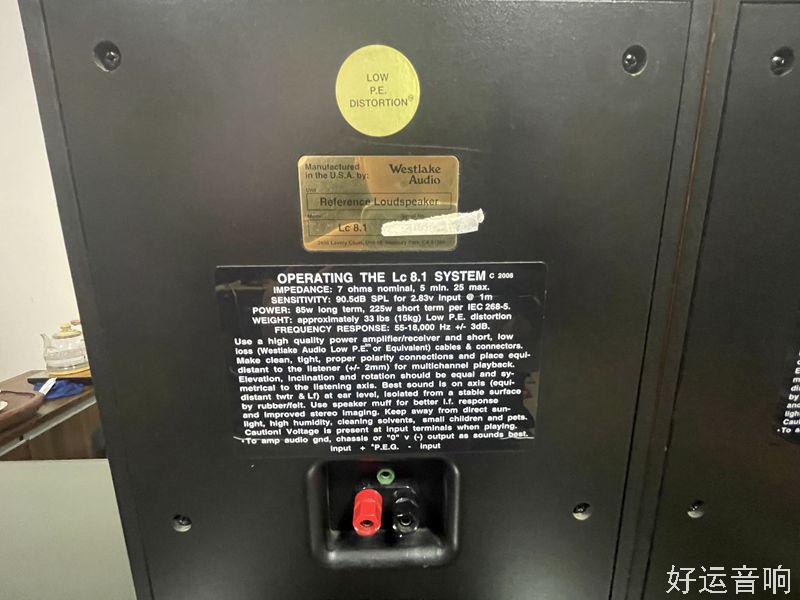 LOW
P.E.
DISTORTION®
Manufactured
in the U.S.A. by:
Westlake
Audio
Unit
Reference Loudspeaker
Model
Serial No.
Lc 8.1
OPERATING THE Lc 8.1 SYSTEM C 2006
IMPEDANCE: 7 ohms nominal, 5 min. 25 max.
SENSITIVITY: 90.5dB SPL for 2.83v input @ 1m
POWER: 85w long term, 225w short term per IEC 268-5.
WEIGHT: approximately 33 lbs (15kg) Low P.E. distortion
FREQUENCY RESPONSE: 55-18,000 Hz +/- 3dB.
Use a high quality power amplifier/receiver and short, low
loss (Westlake Audio Low P.E. or Equivalent) cables & connectors.
Make clean, tight, proper polarity connections and place equi-
distant to the listener (+/- 2mm) for multichannel playback.
Elevation, inclination and rotation should be equal and sy-
metrical to the listening axis. Best sound is on axis (equi-
distant twtr & Lf) at ear level, isolated from a stable surface
by rubber/felt. Use speaker muff for better l.f. response
and improved stereo imaging. Keep away from direct sun-
light, high humidity, cleaning solvents, small children and pets.
Caution! Voltage is present at input terminals when playing.
*To amp audio gnd, chassis or "0" v (-) output as sounds best.
input + *P.E.G. - input
好运音响